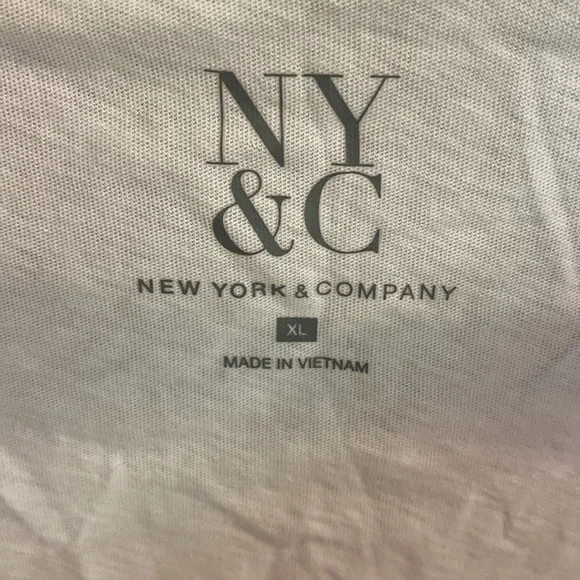 NY
&C
NEW YORK & COMPANY
XL
MADE IN VIETNAM